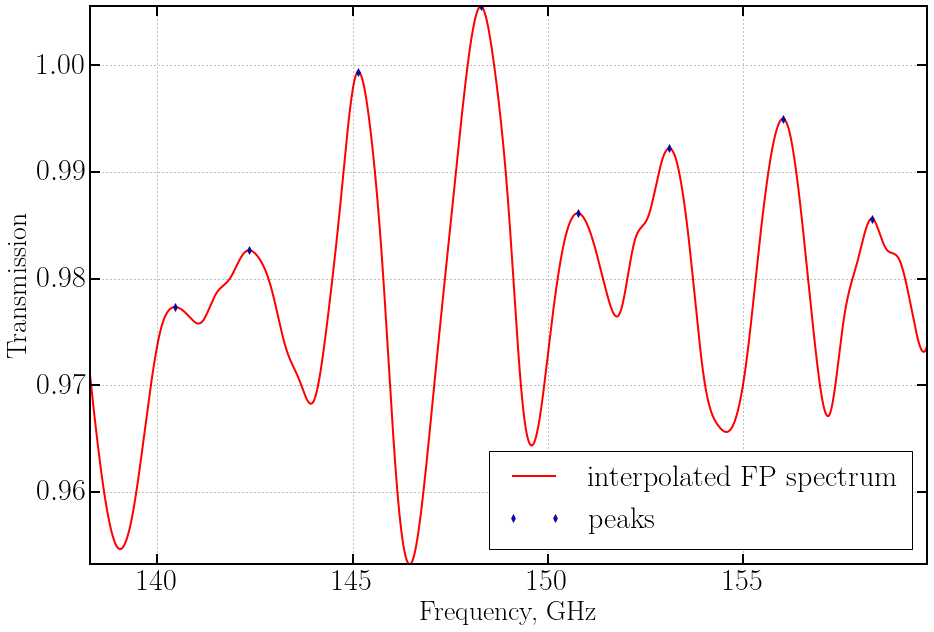 1.00
0.99
0.98
0.97
0.96
Transmission
interpolated FP spectrum
peaks
140
145
150
155
Frequency, GHz